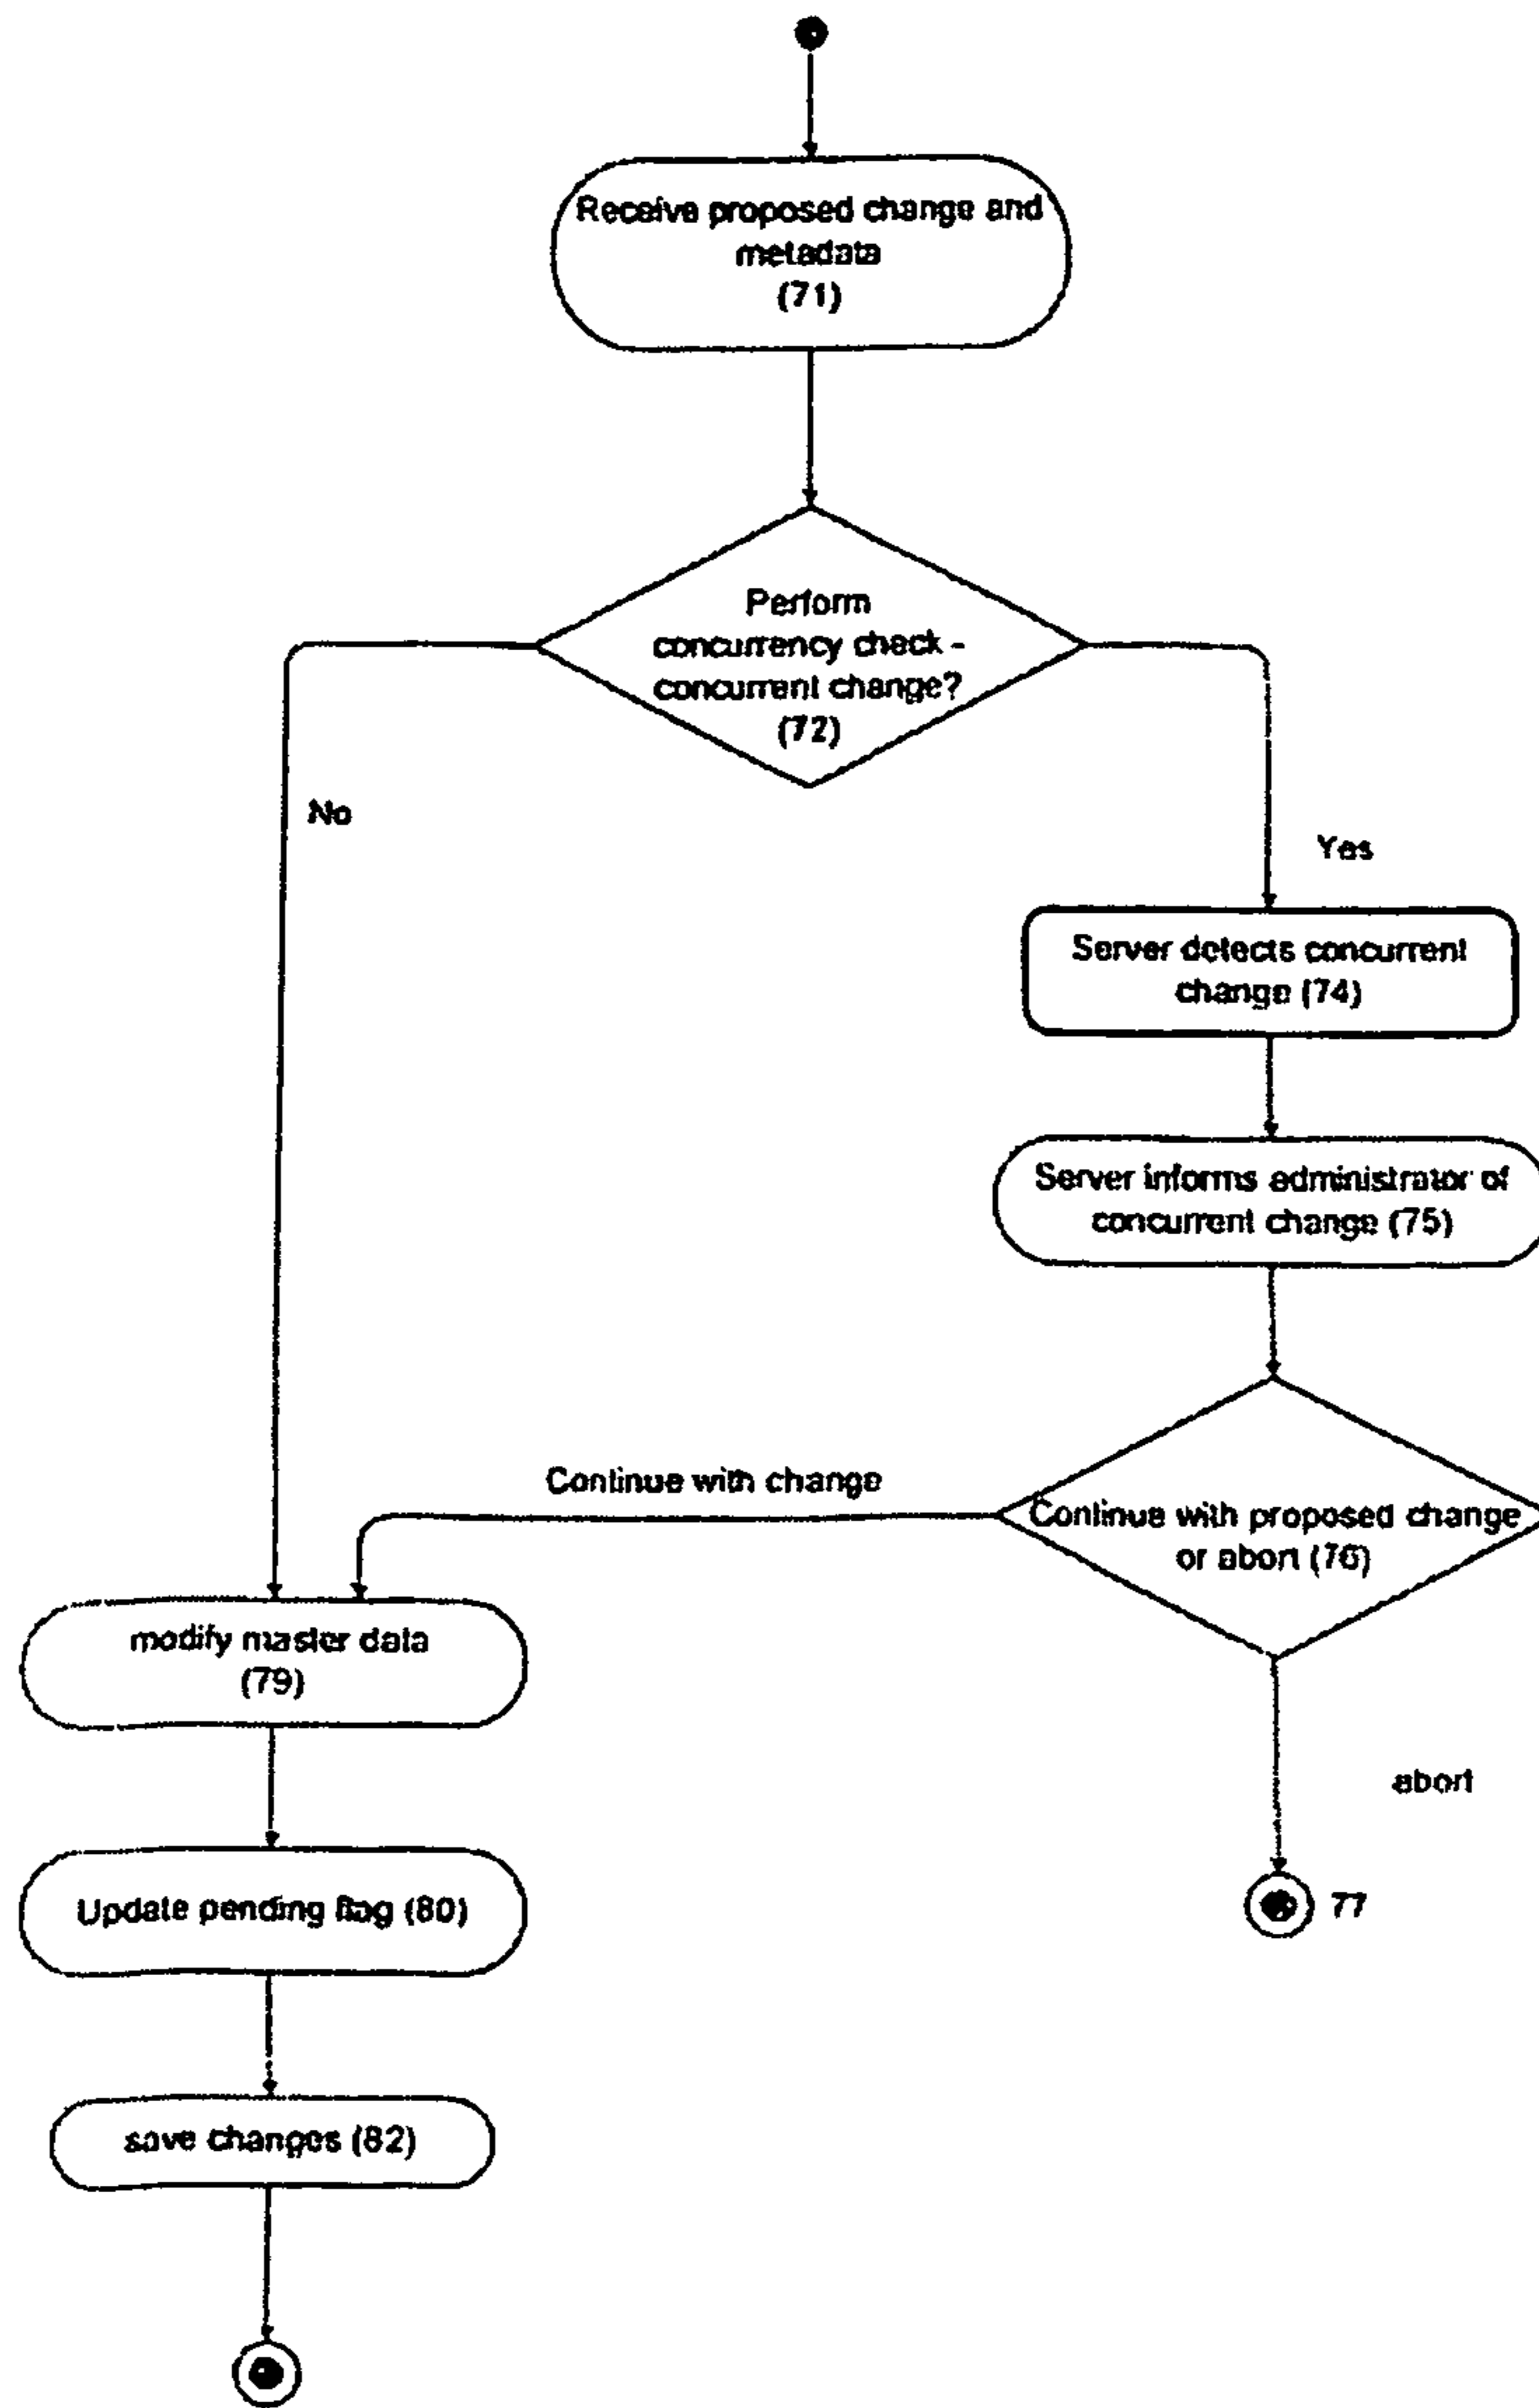 Receive proposed change and
metadata
(71)
Perform
concurrency check -
concurrent change?
(72)
No
Yes
Server detects concurrent
change (74)
Server informs administrator of
concurrent change (75)
Continue with change
Continue with proposed change
or abort (76)
modify master data
(79)
abort
Update pending flag (80)
77
save changes (82)